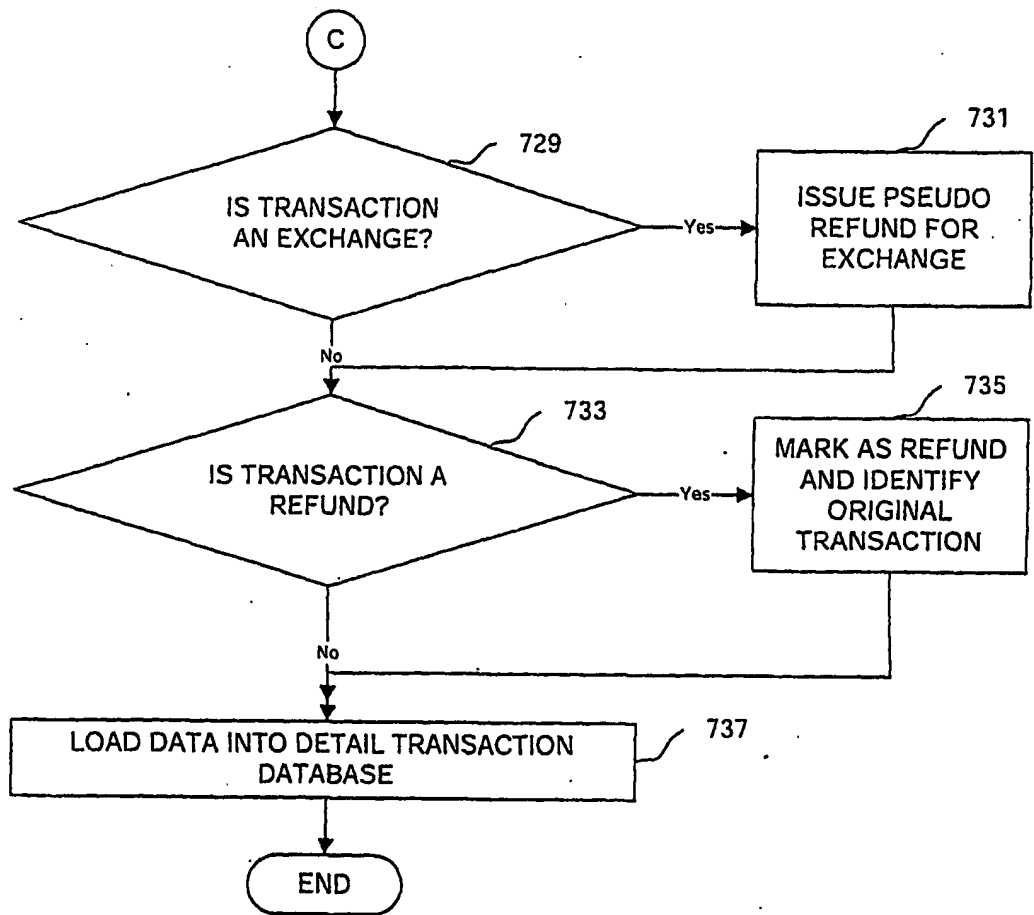 C
729
IS TRANSACTION
AN EXCHANGE?
Yes
731
ISSUE PSEUDO
REFUND FOR
EXCHANGE
No
733
IS TRANSACTION A
REFUND?
Yes
735
MARK AS REFUND
AND IDENTIFY
ORIGINAL
TRANSACTION
No
LOAD DATA INTO DETAIL TRANSACTION
DATABASE
737
END